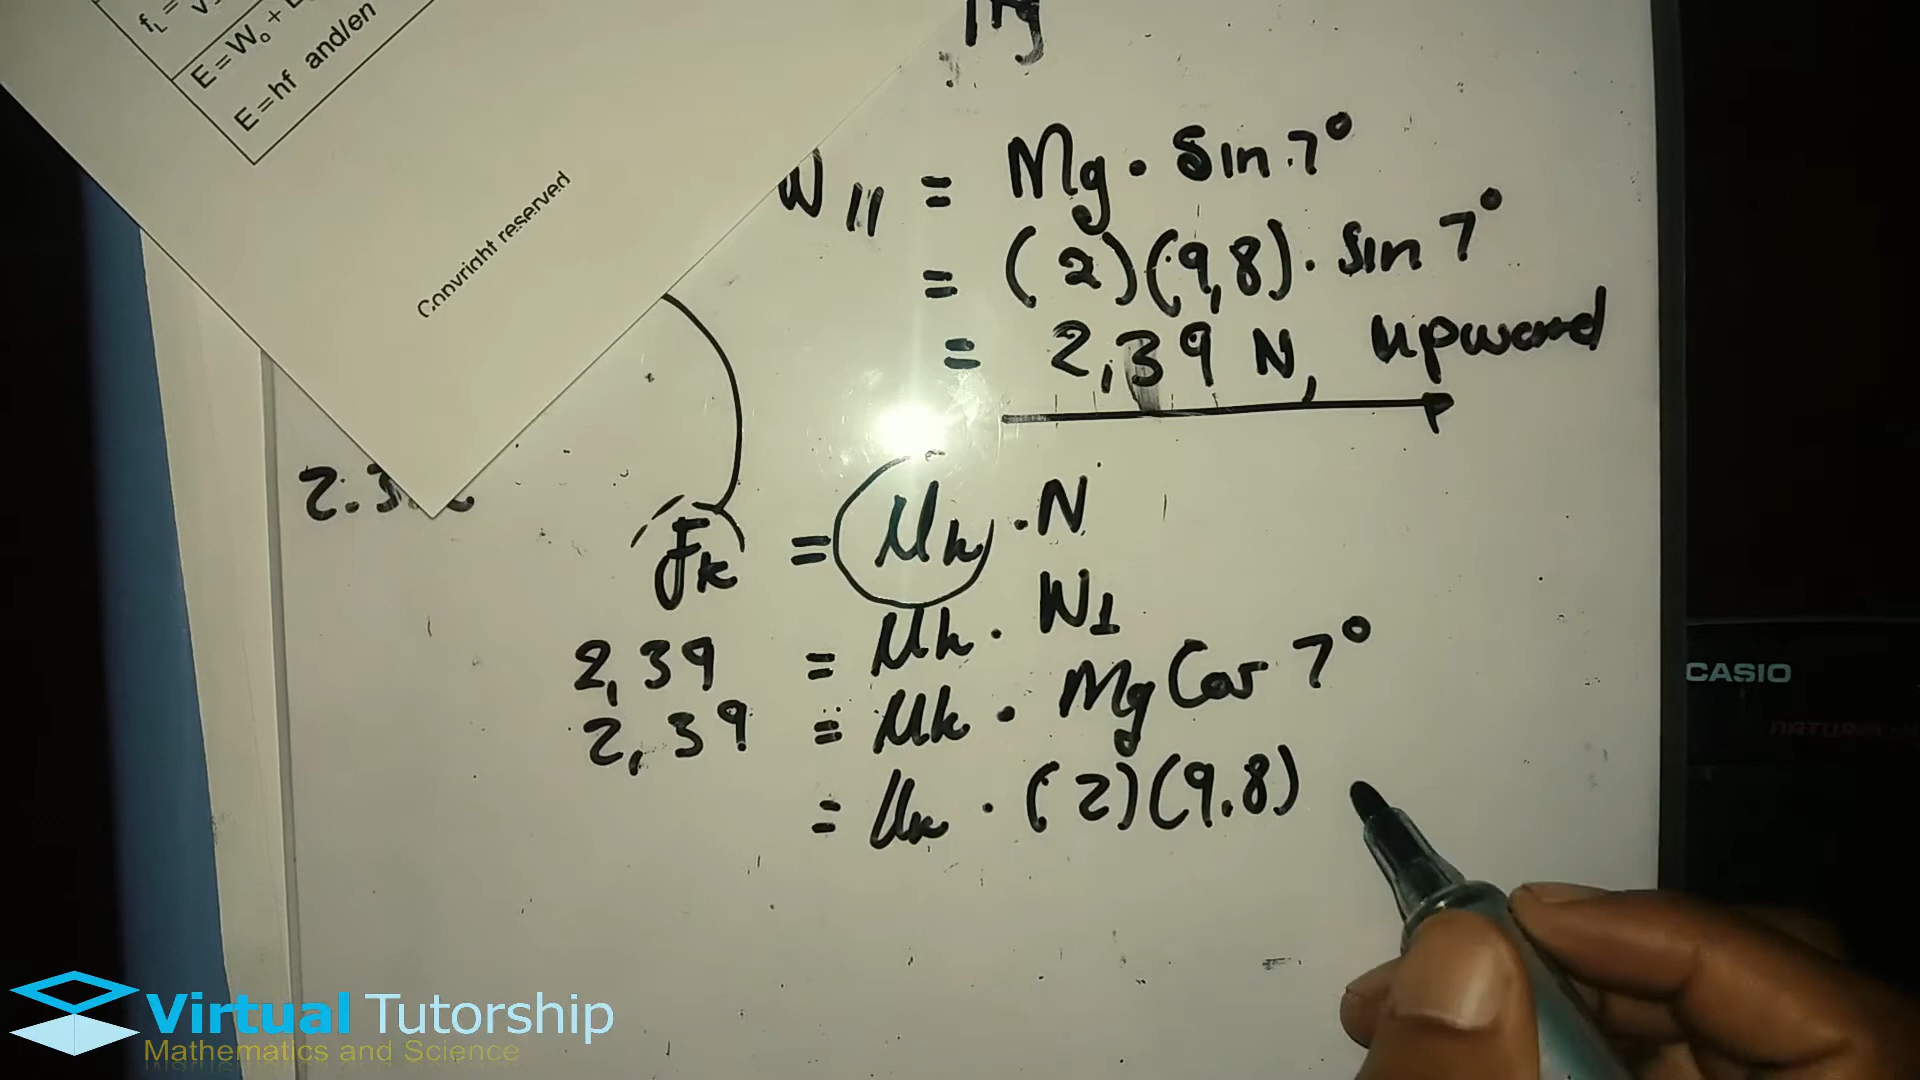 E=W₀+
E=hf and/en
Copyright reserved
W// = Mg · Sin 7°
= (2)(9,8) · Sin 7°
= 2,39 N, upward
fk = μk · N
2,39 = μk · W⊥
2,39 = μk · Mg Cos 7°
= μk · (2)(9.8)
CASIO
Virtual Tutorship
Mathematics and Science